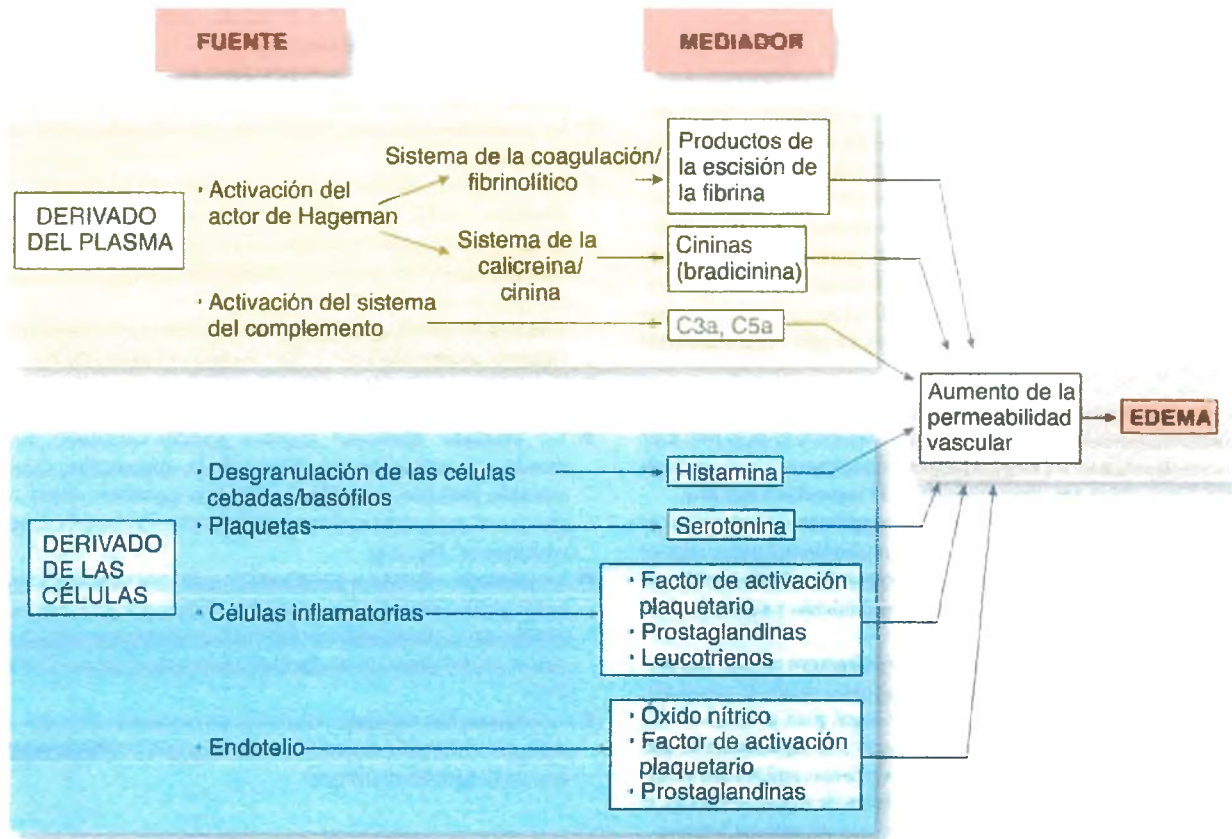 FUENTE
MEDIADOR
DERIVADO
DEL PLASMA
· Activación del
actor de Hageman
Sistema de la coagulación/
fibrinolítico
Productos de
la escisión de
la fibrina
Sistema de la
calicreína/
cinina
Cininas
(bradicinina)
· Activación del sistema
del complemento
C3a, C5a
Aumento de la
permeabilidad
vascular
EDEMA
DERIVADO
DE LAS
CÉLULAS
· Desgranulación de las células
cebadas/basófilos
Histamina
· Plaquetas
Serotonina
· Células inflamatorias
· Factor de activación
plaquetario
· Prostaglandinas
· Leucotrienos
· Endotelio
· Óxido nítrico
· Factor de activación
plaquetario
· Prostaglandinas